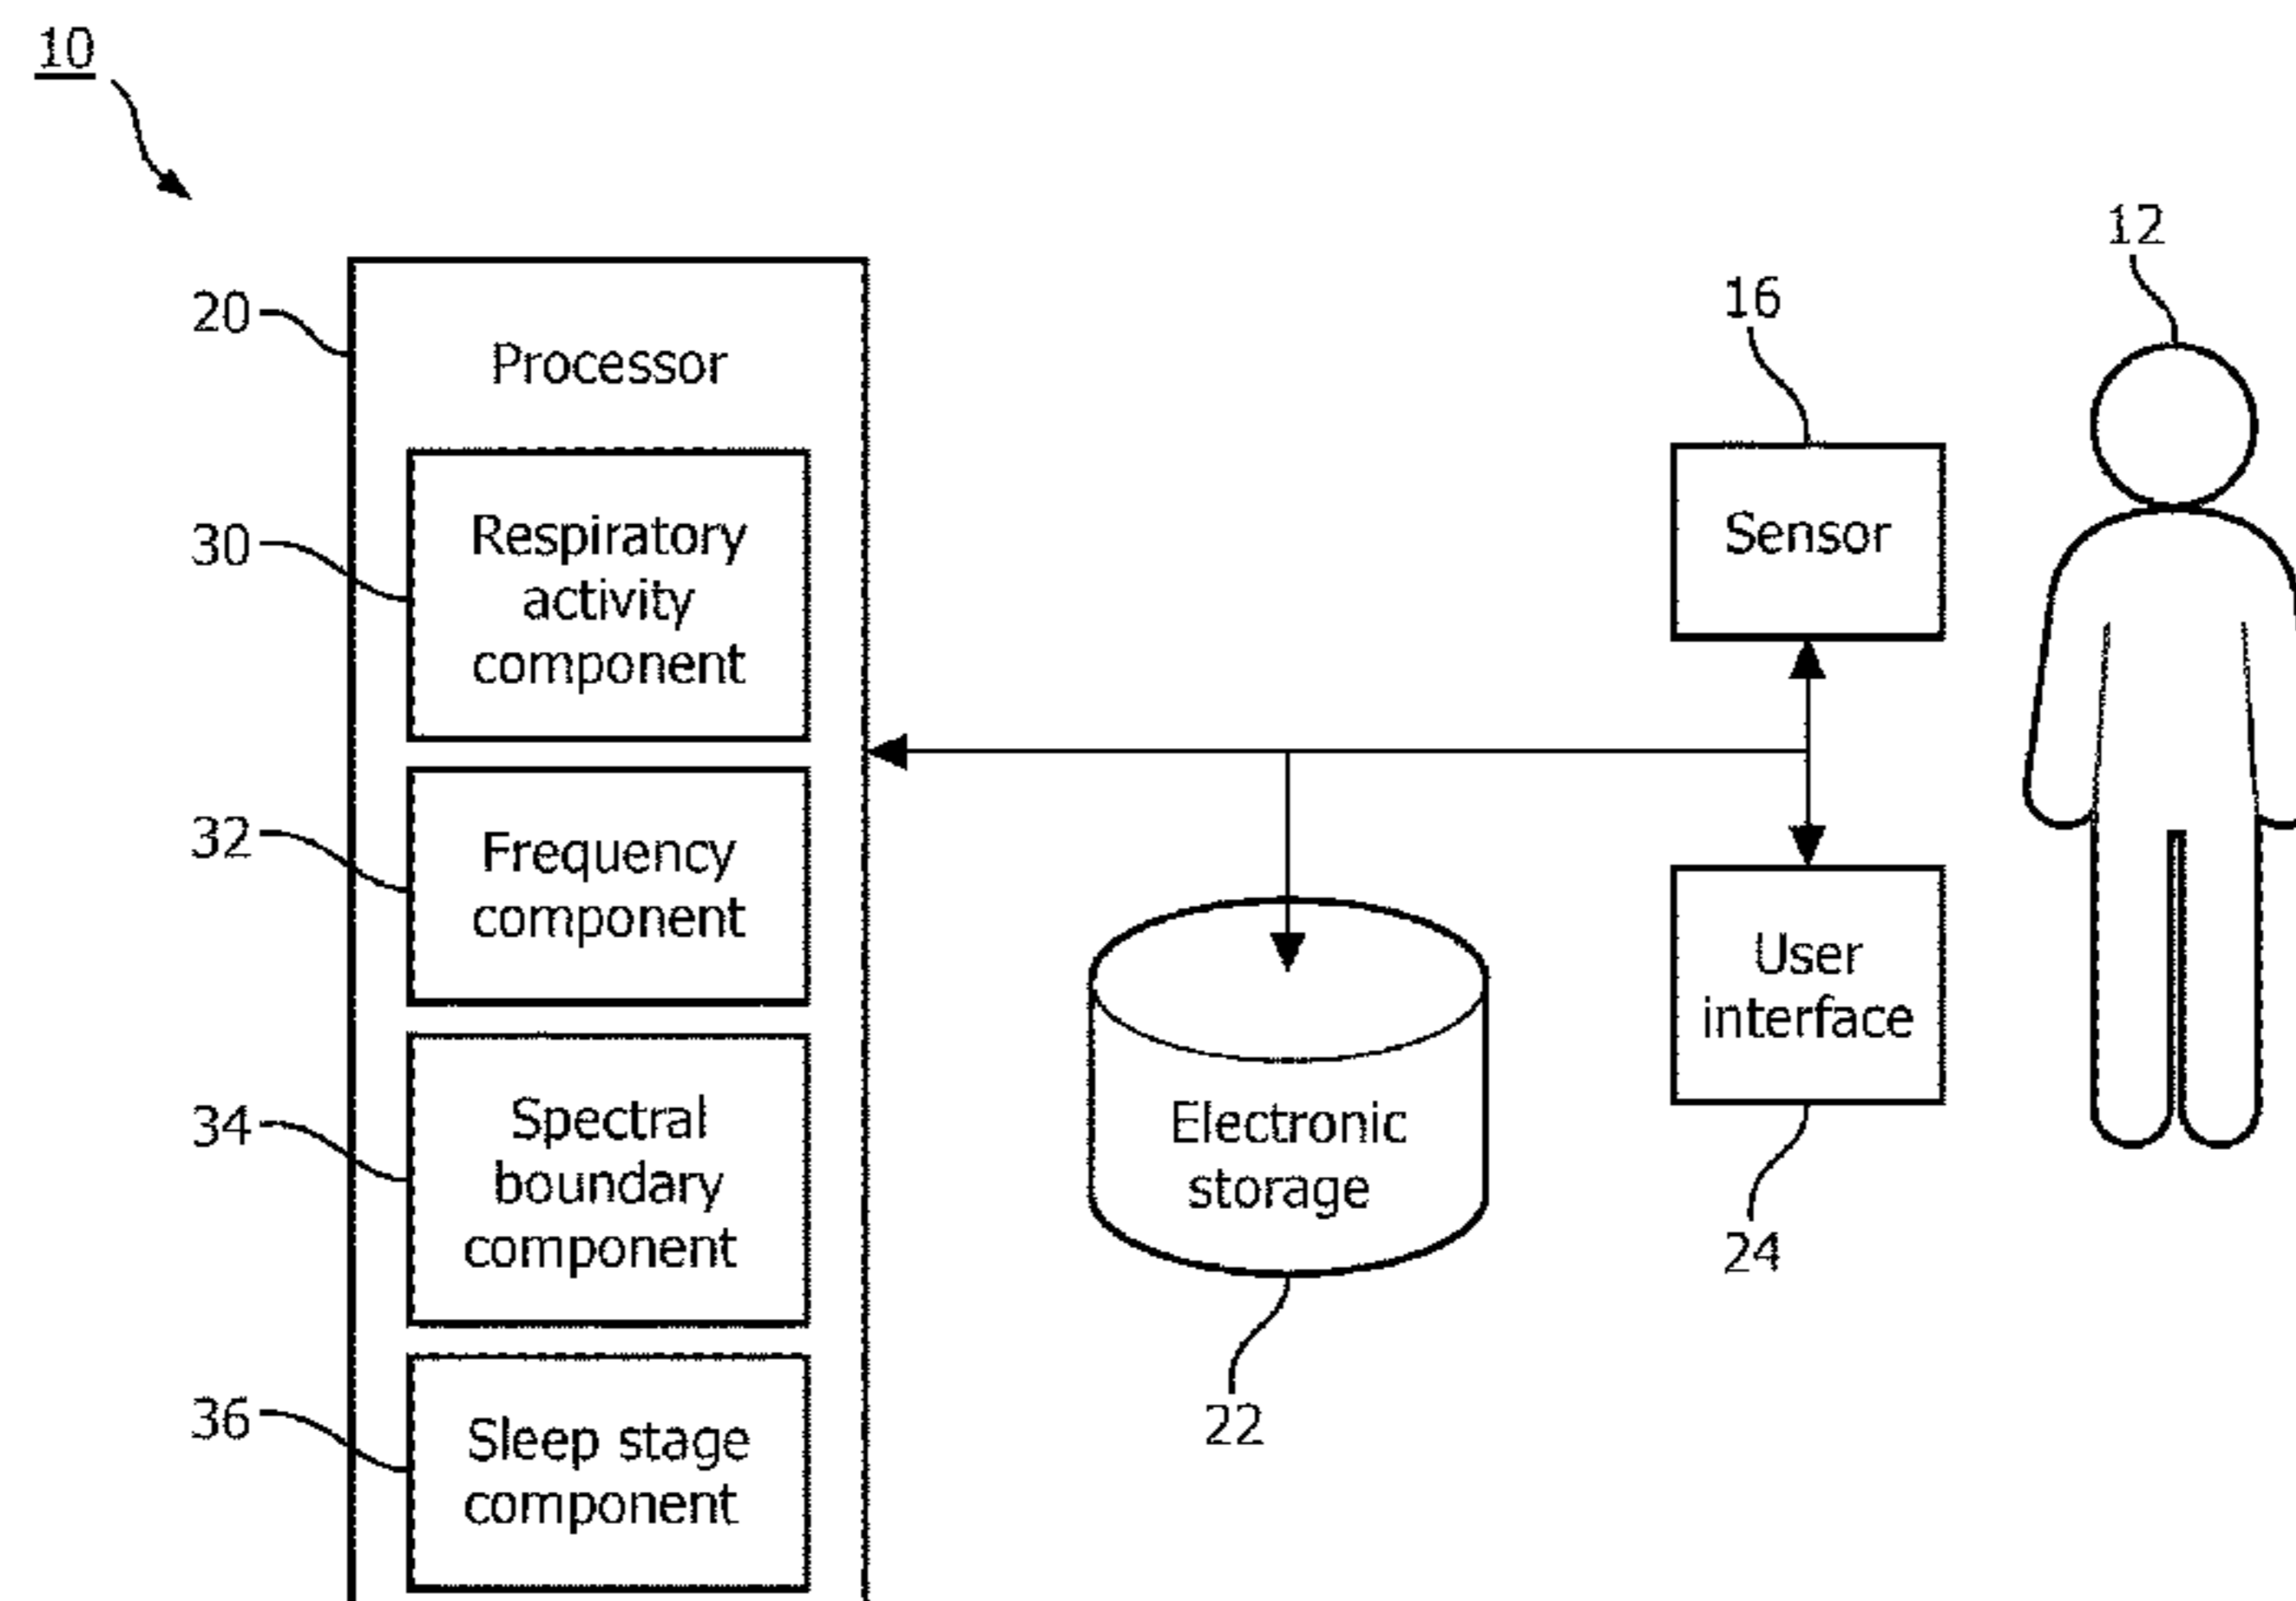 10
12
16
20
Processor
30
Respiratory
activity
component
Sensor
32
Frequency
component
User
interface
34
Spectral
boundary
component
Electronic
storage
24
22
36
Sleep stage
component